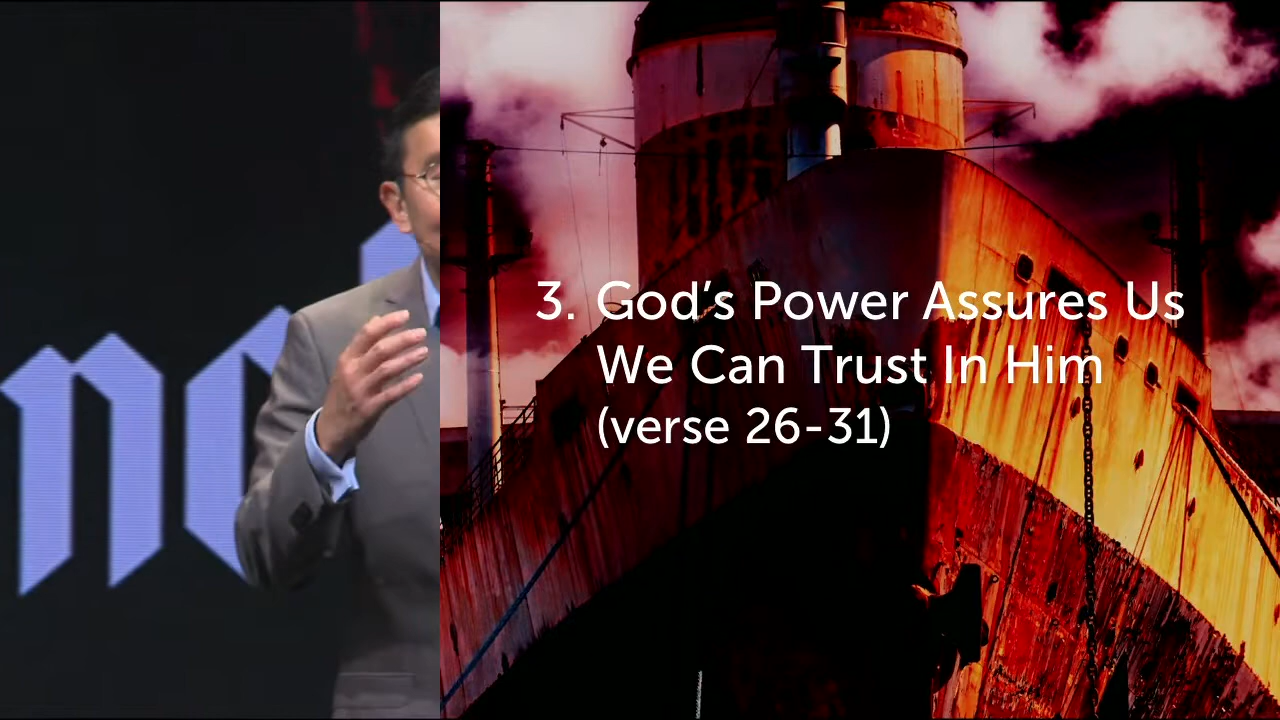 3. God’s Power Assures Us
We Can Trust In Him
(verse 26-31)